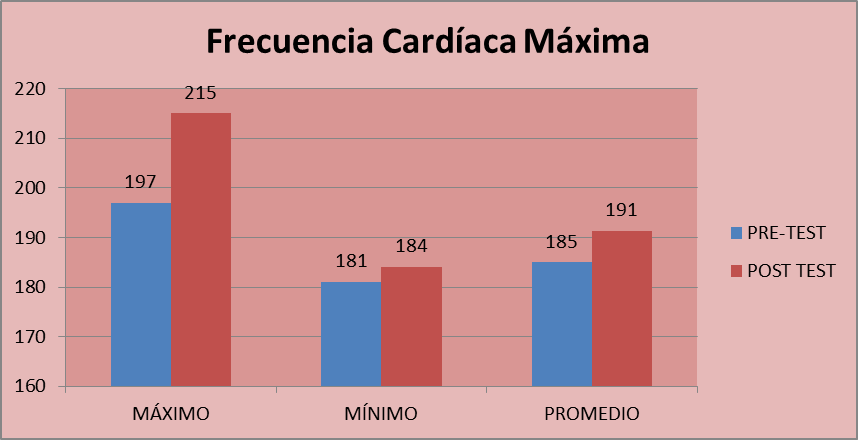 Frecuencia Cardíaca Máxima
220
210
200
190
180
170
160
197
215
181
184
185
191
MÁXIMO
MÍNIMO
PROMEDIO
PRE-TEST
POST TEST